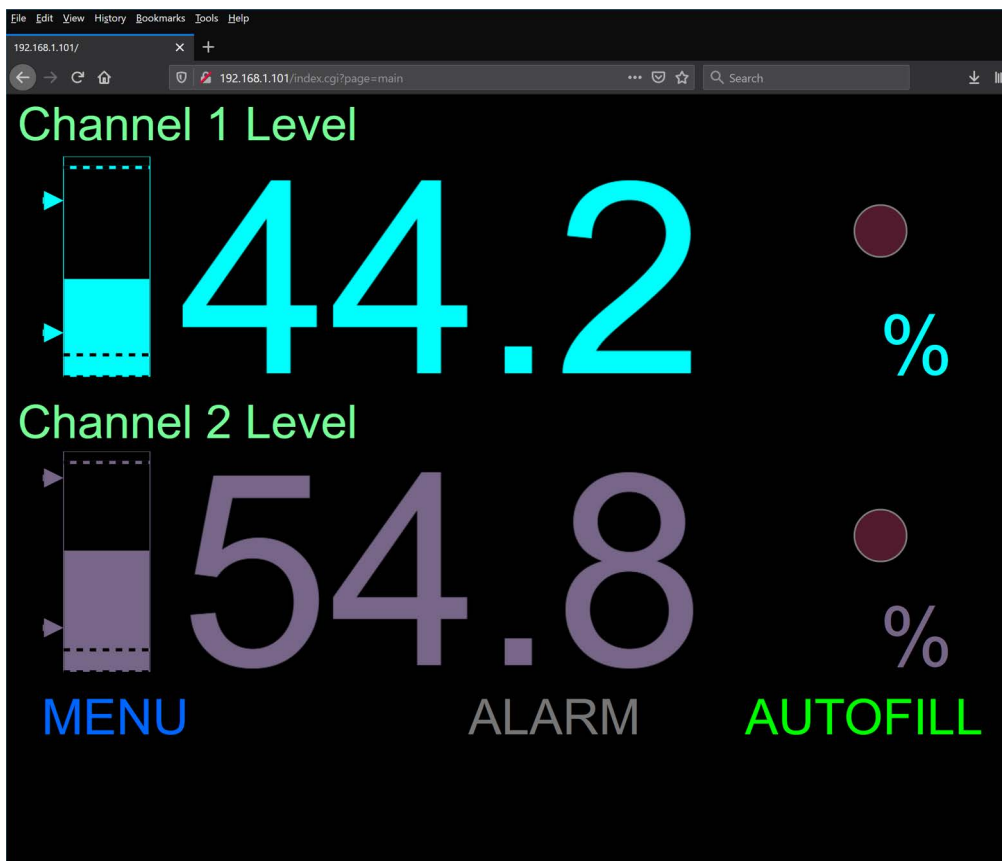 File Edit View History Bookmarks Tools Help
192.168.1.101/
192.168.1.101/index.cgi?page=main
Search
Channel 1 Level
44.2 %
Channel 2 Level
54.8 %
MENU ALARM AUTOFILL